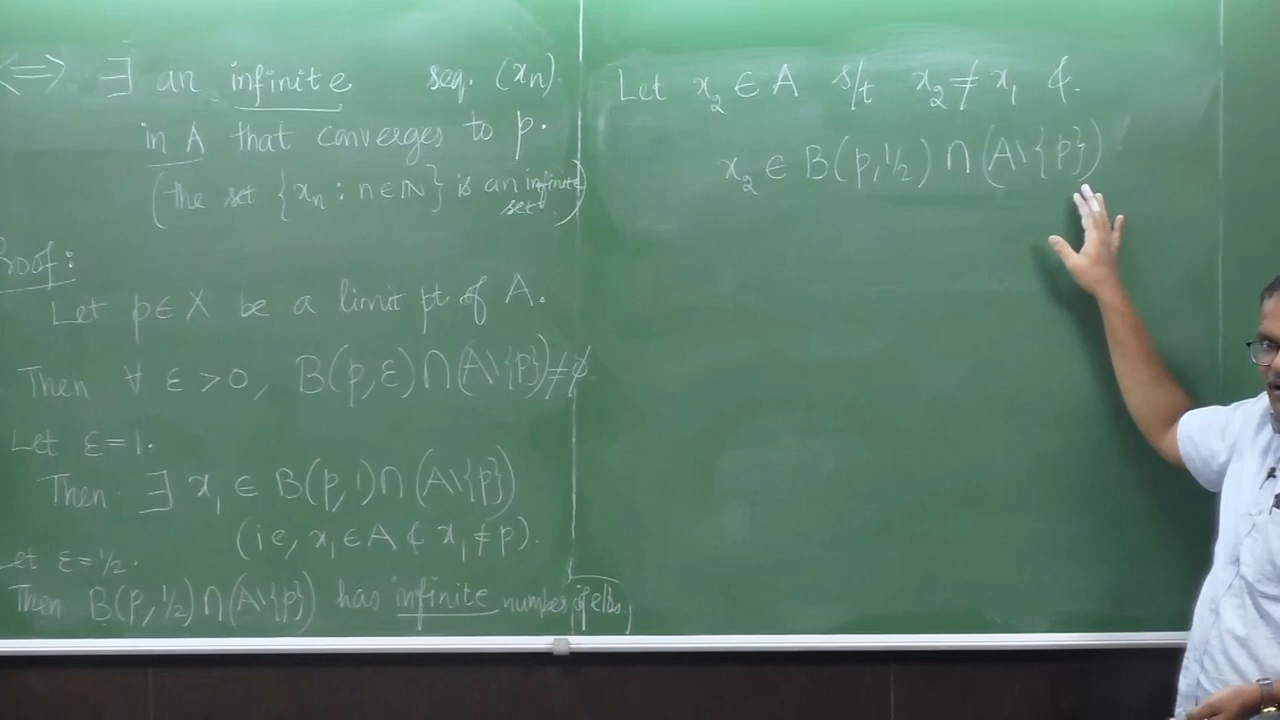 ⟺ ∃ an infinite seq. (xₙ)
in A that converges to p.
(the set {xₙ : n∈ℕ} is an infinite
set.)
Proof:
Let p∈X be a limit pt of A.
Then ∀ ε>0, B(p,ε)∩(A\{p})≠ϕ
Let ε=1.
Then ∃ x₁ ∈ B(p,1)∩(A\{p})
(ie, x₁∈A & x₁≠p).
Let ε=1/2.
Then B(p,1/2)∩(A\{p}) has infinite number of elts,
Let x₂∈A s/t x₂≠x₁ &
x₂ ∈ B(p,1/2) ∩ (A\{p})